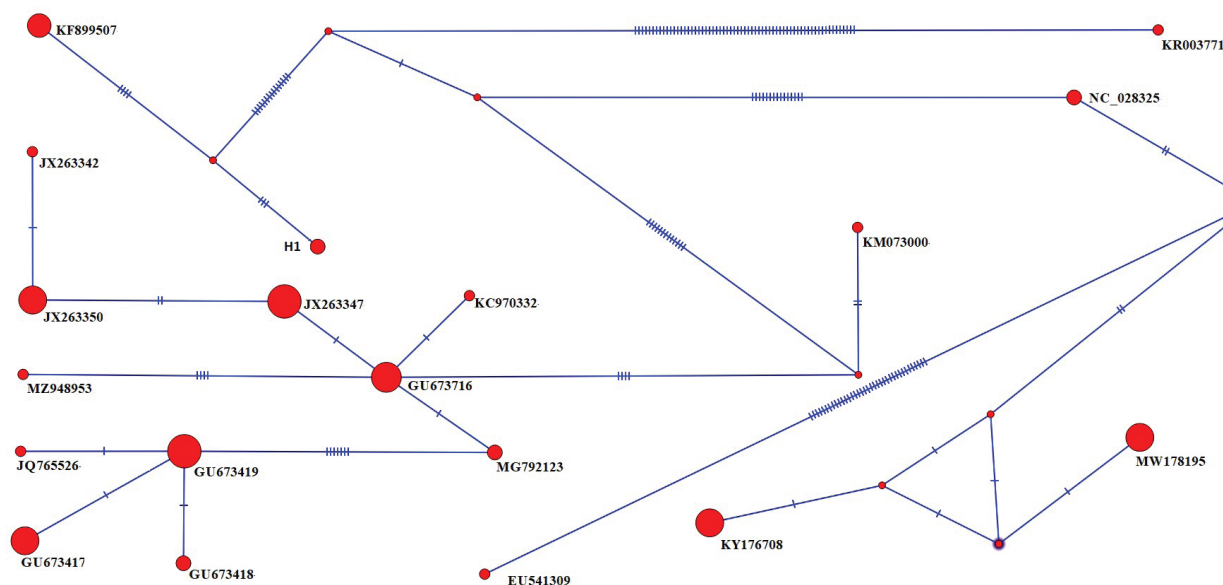 KF899507
KR003771
NC_028325
JX263342
H1
KM073000
JX263350
JX263347
KC970332
MZ948953
GU673716
JQ765526
GU673419
MG792123
MW178195
GU673417
GU673418
KY176708
EU541309